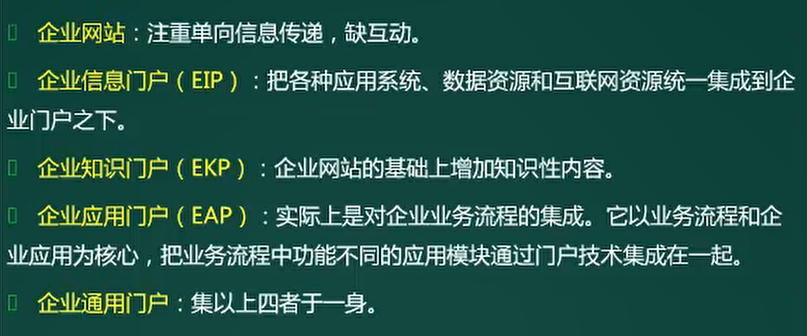 企业网站：注重单向信息传递，缺互动。
企业信息门户（EIP）：把各种应用系统、数据资源和互联网资源统一集成到企
业门户之下。
企业知识门户（EKP）：企业网站的基础上增加知识性内容。
企业应用门户（EAP）：实际上是对企业业务流程的集成。它以业务流程和企
业应用为核心，把业务流程中功能不同的应用模块通过门户技术集成在一起。
企业通用门户：集以上四者于一身。